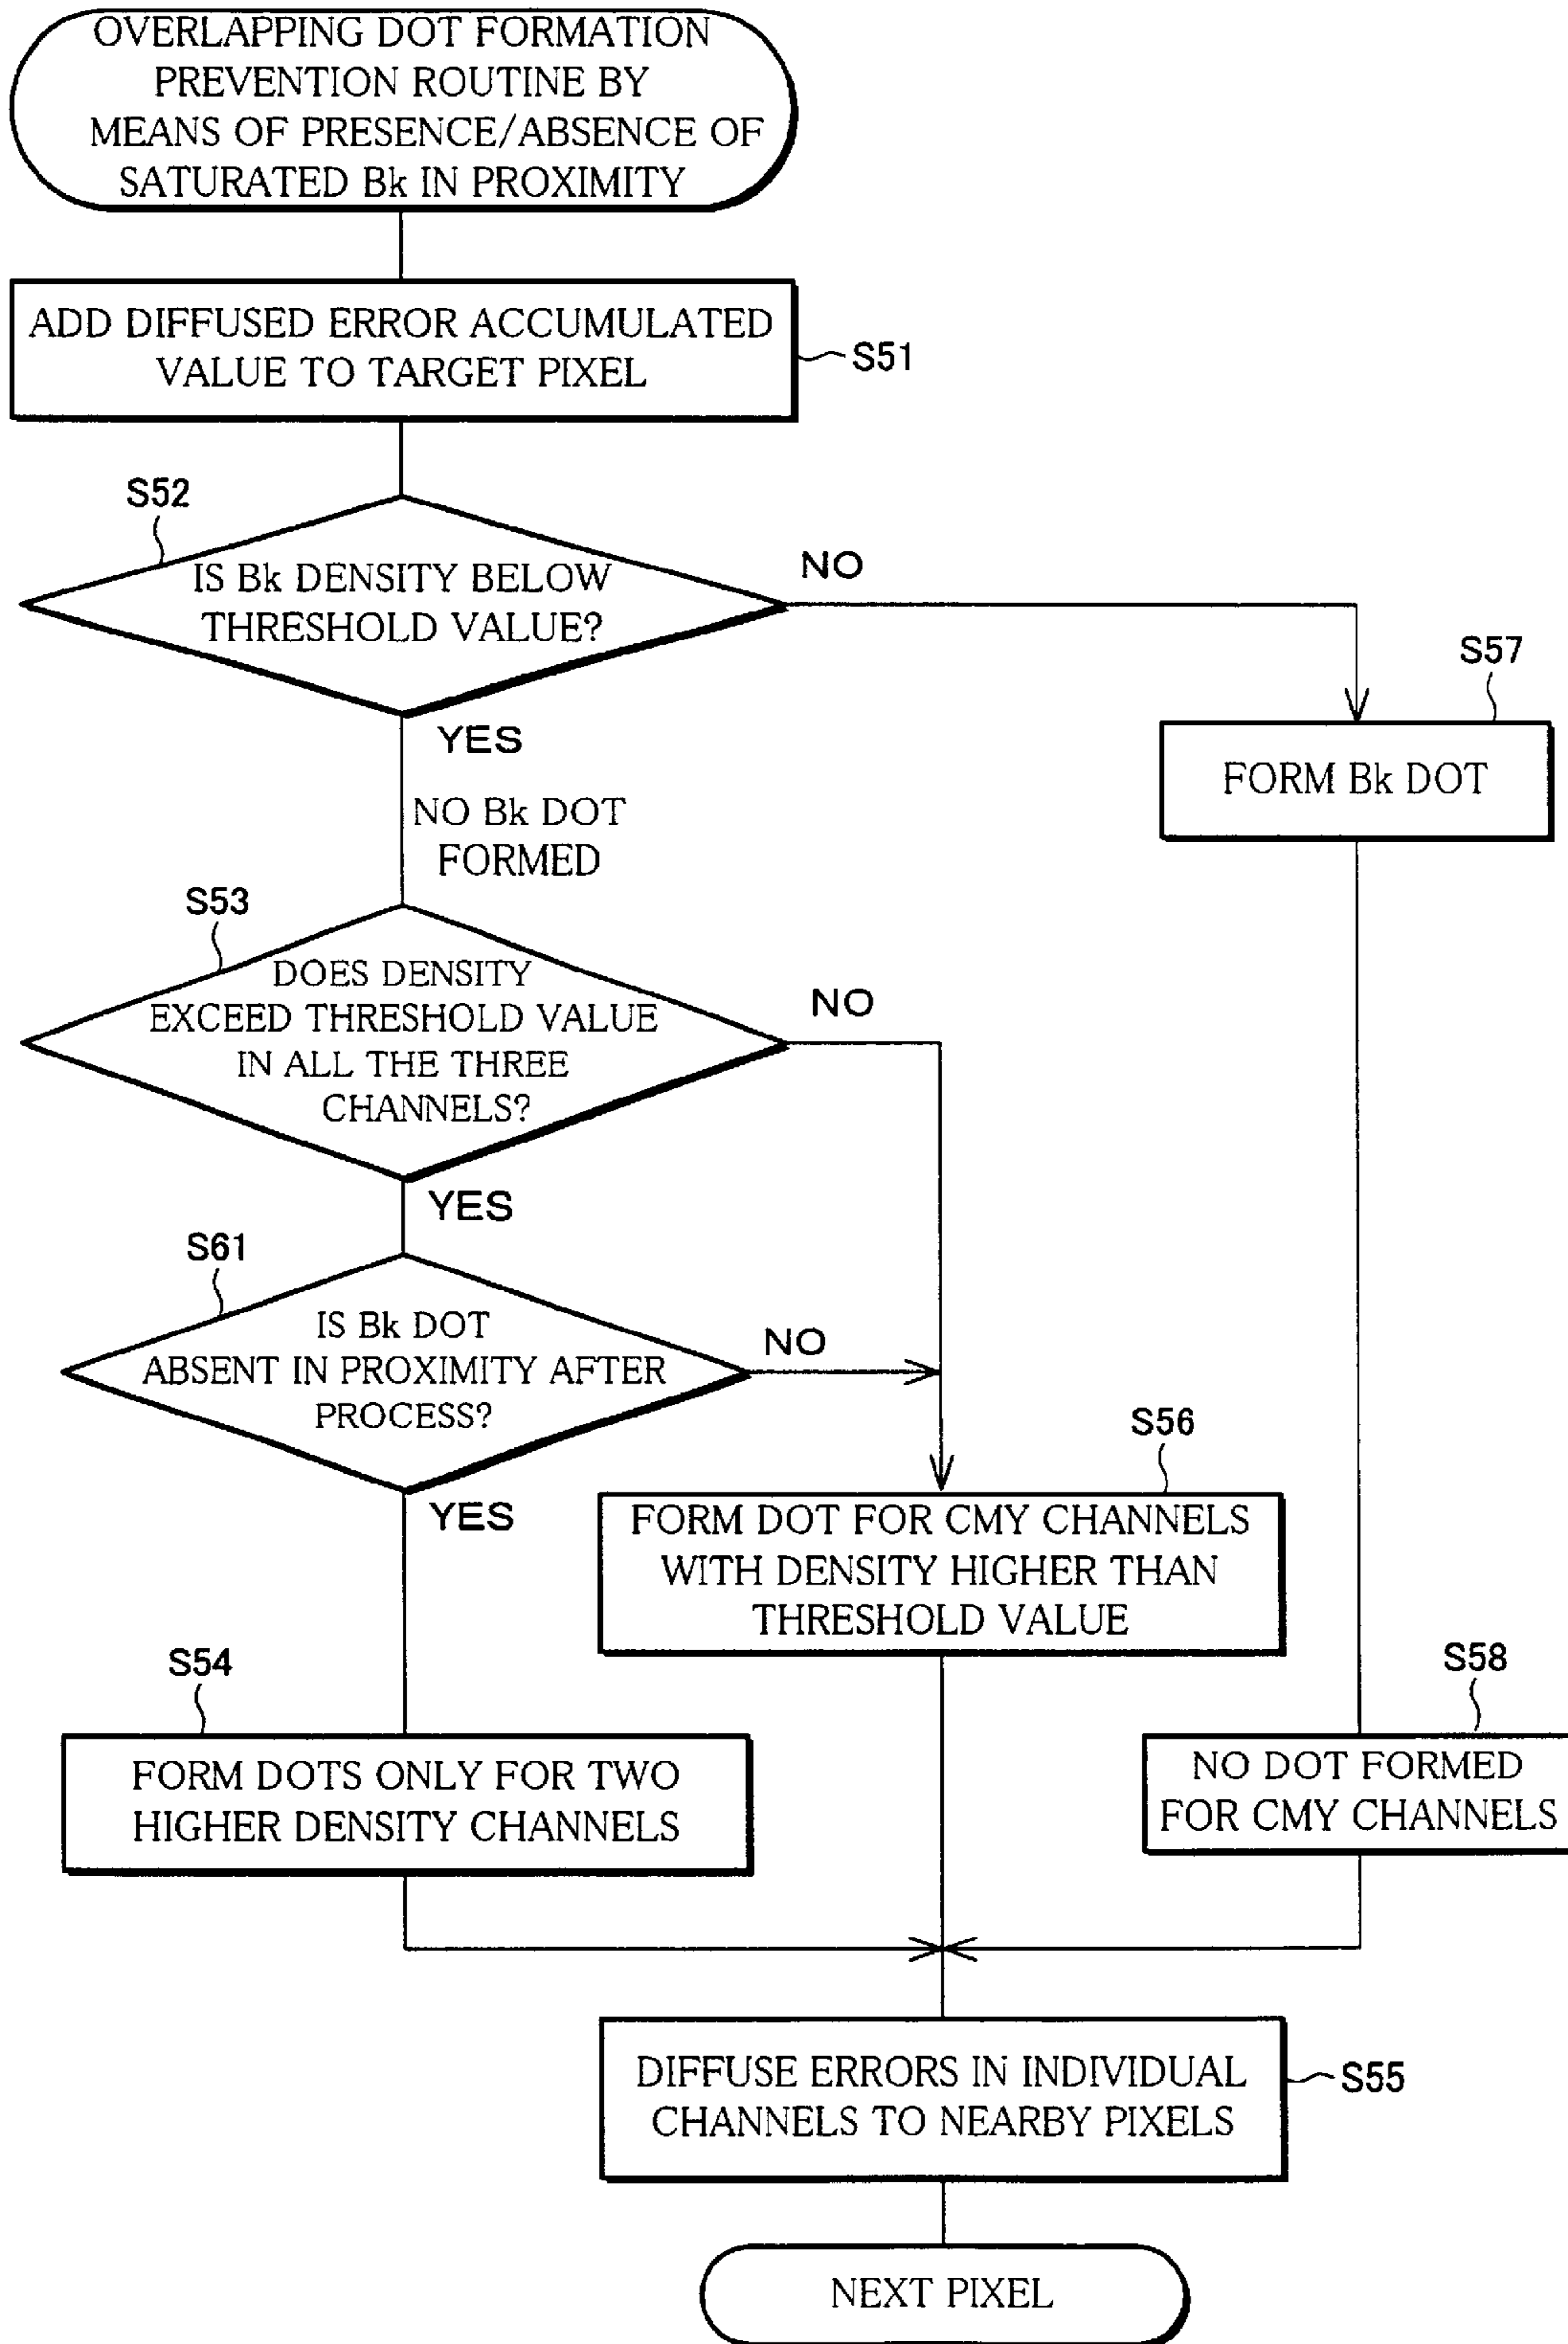 OVERLAPPING DOT FORMATION
PREVENTION ROUTINE BY
MEANS OF PRESENCE/ABSENCE OF
SATURATED Bk IN PROXIMITY
ADD DIFFUSED ERROR ACCUMULATED
VALUE TO TARGET PIXEL
S51
S52
IS Bk DENSITY BELOW
THRESHOLD VALUE?
NO
YES
S57
FORM Bk DOT
NO Bk DOT
FORMED
S53
DOES DENSITY
EXCEED THRESHOLD VALUE
IN ALL THE THREE
CHANNELS?
NO
YES
S61
IS Bk DOT
ABSENT IN PROXIMITY AFTER
PROCESS?
NO
YES
S56
FORM DOT FOR CMY CHANNELS
WITH DENSITY HIGHER THAN
THRESHOLD VALUE
S54
FORM DOTS ONLY FOR TWO
HIGHER DENSITY CHANNELS
S58
NO DOT FORMED
FOR CMY CHANNELS
DIFFUSE ERRORS IN INDIVIDUAL
CHANNELS TO NEARBY PIXELS
S55
NEXT PIXEL